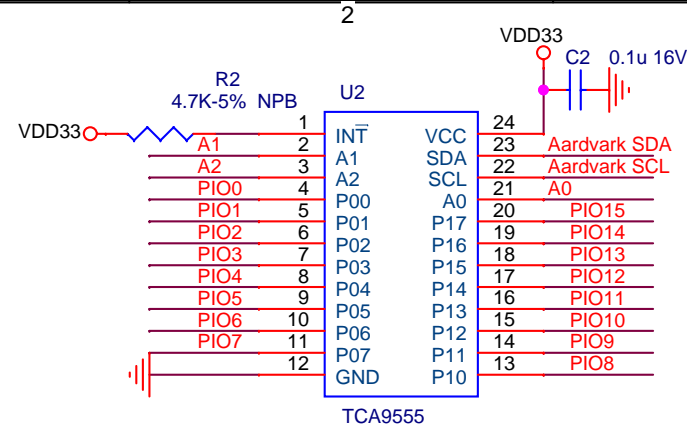 2
VDD33
C2 0.1u 16V
R2
4.7K-5% NPB
U2
VDD33
1 INT VCC 24
A1 2 A1 SDA 23 Aardvark SDA
A2 3 A2 SCL 22 Aardvark SCL
PIO0 4 P00 A0 21 A0
PIO1 5 P01 P17 20 PIO15
PIO2 6 P02 P16 19 PIO14
PIO3 7 P03 P15 18 PIO13
PIO4 8 P04 P14 17 PIO12
PIO5 9 P05 P13 16 PIO11
PIO6 10 P06 P12 15 PIO10
PIO7 11 P07 P11 14 PIO9
12 GND P10 13 PIO8
TCA9555